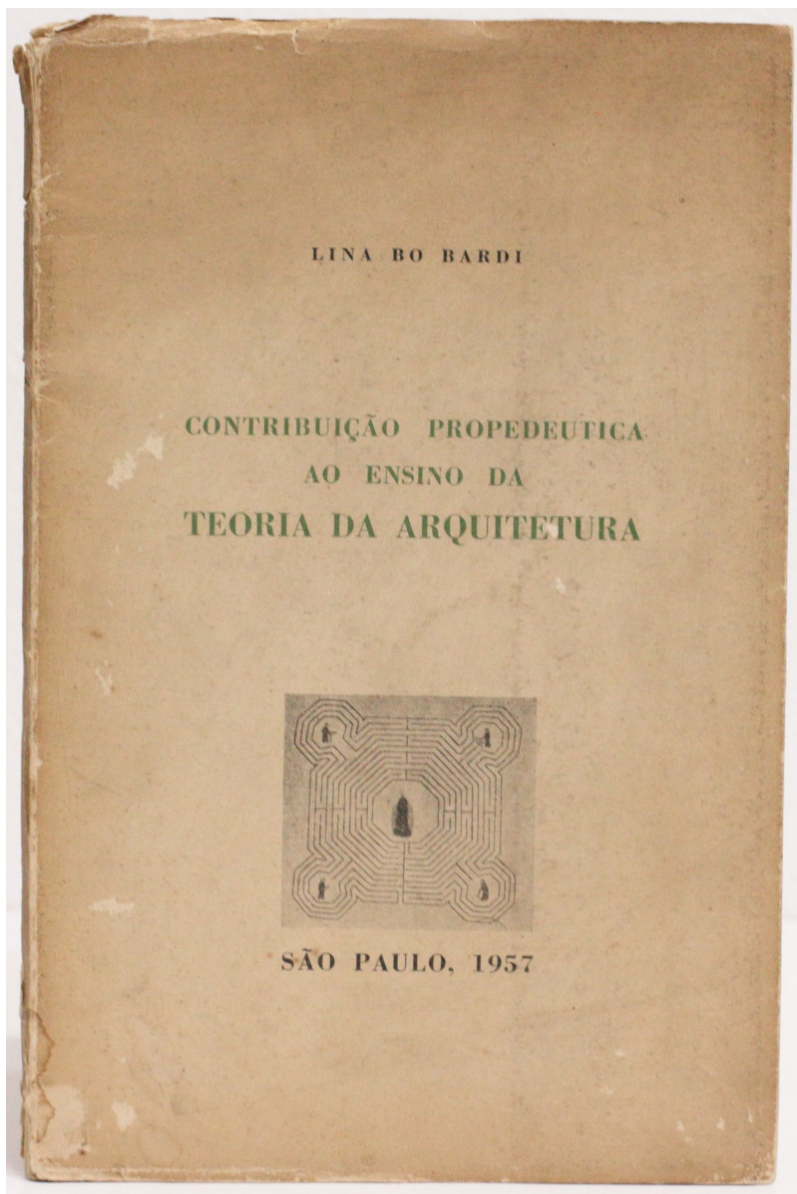 LINA BO BARDI
CONTRIBUIÇÃO PROPEDEUTICA
AO ENSINO DA
TEORIA DA ARQUITETURA
SÃO PAULO, 1957